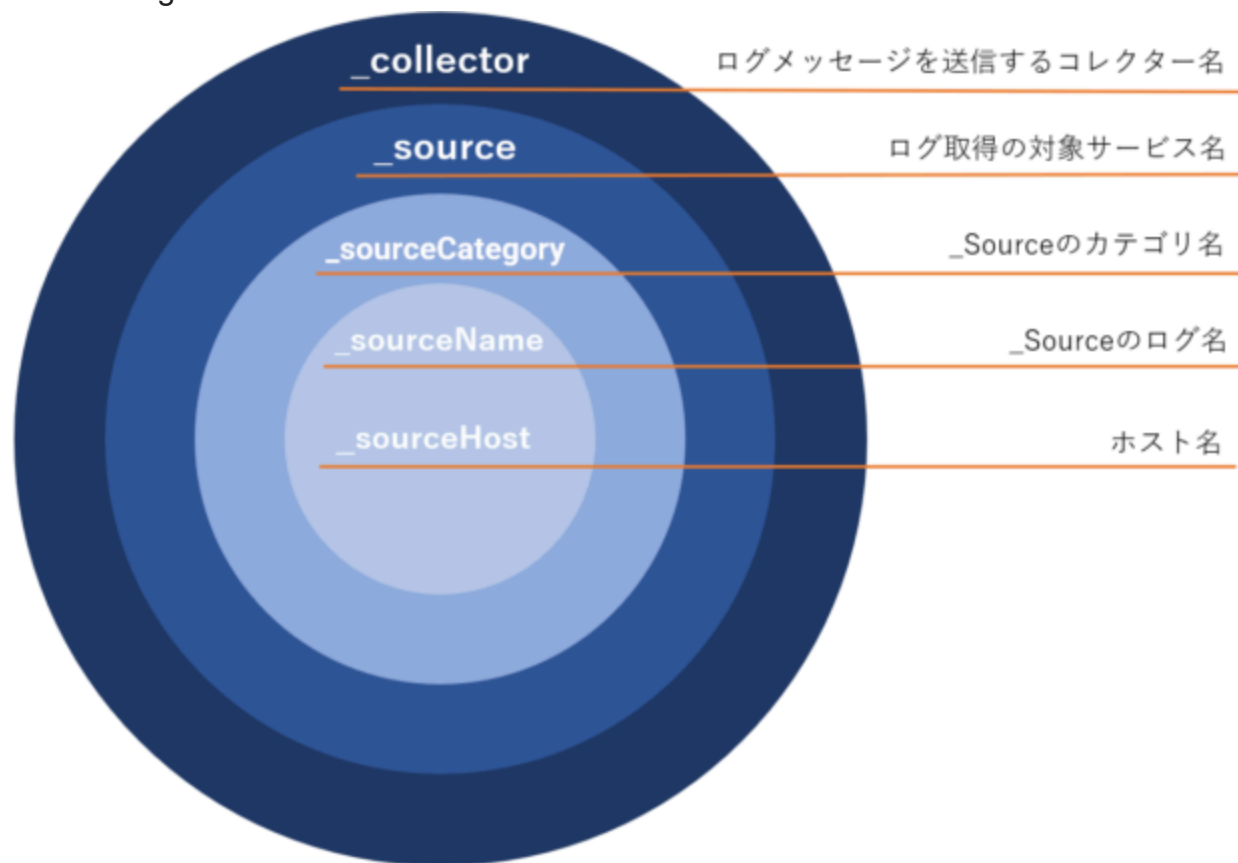 _collector
ログメッセージを送信するコレクター名
_source
ログ取得の対象サービス名
_sourceCategory
_Sourceのカテゴリ名
_sourceName
_Sourceのログ名
_sourceHost
ホスト名